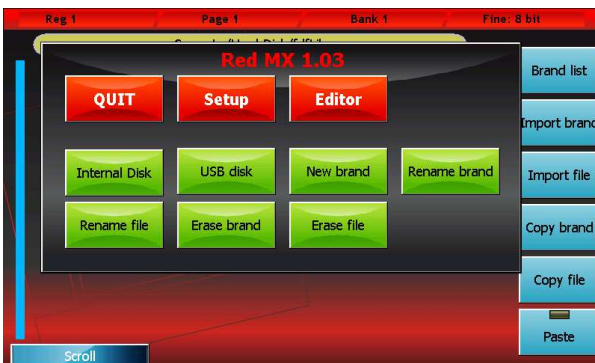 Reg 1 Page 1 Bank 1 Fine: 8 bit
Red MX 1.03
QUIT Setup Editor
Brand list
Import brand
Internal Disk USB disk New brand Rename brand
Import file
Rename file Erase brand Erase file
Copy brand
Copy file
Paste
Scroll